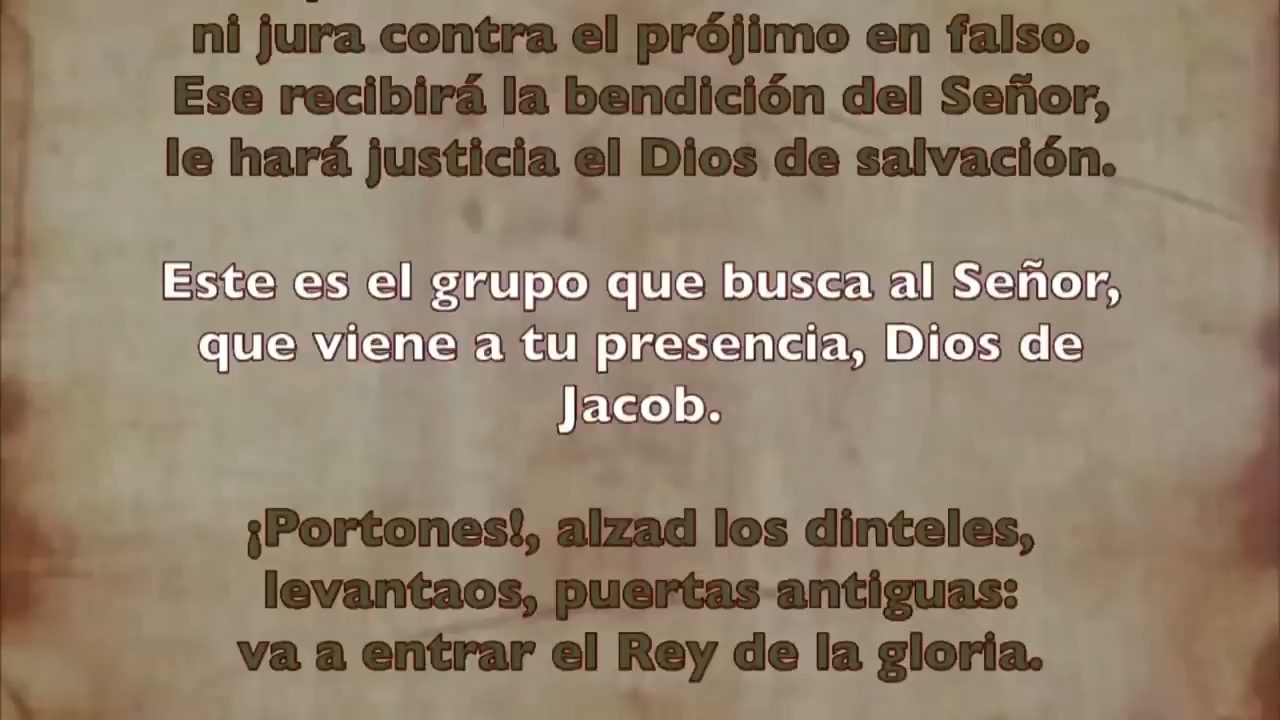 ni jura contra el prójimo en falso.
Ese recibirá la bendición del Señor,
le hará justicia el Dios de salvación.
Este es el grupo que busca al Señor,
que viene a tu presencia, Dios de
Jacob.
¡Portones!, alzad los dinteles,
levantaos, puertas antiguas:
va a entrar el Rey de la gloria.